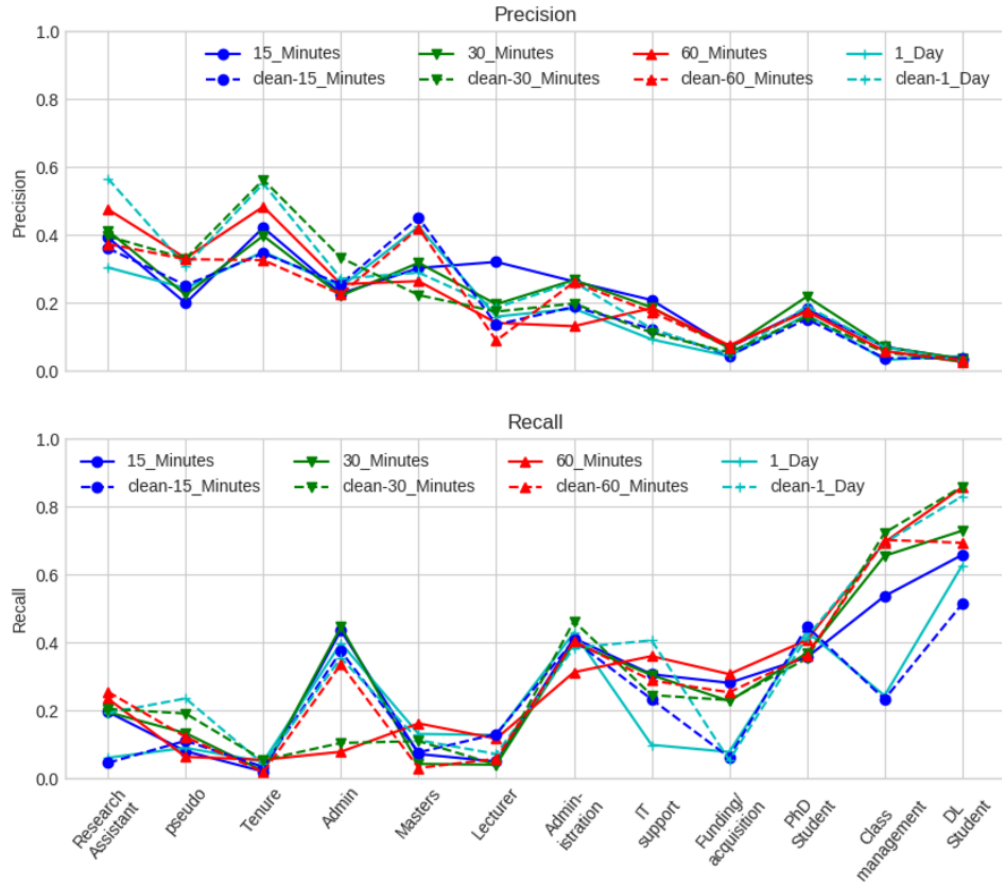 Precision
1.0
15_Minutes 30_Minutes 60_Minutes 1_Day
clean-15_Minutes clean-30_Minutes clean-60_Minutes clean-1_Day
0.8
0.6
Precision
0.4
0.2
0.0
Recall
1.0
15_Minutes 30_Minutes 60_Minutes 1_Day
clean-15_Minutes clean-30_Minutes clean-60_Minutes clean-1_Day
0.8
0.6
Recall
0.4
0.2
0.0
Research
Assistant
pseudo
Tenure
Admin
Masters
Lecturer
Admin-
istration
IT
support
Funding/
acquisition
PhD
Student
Class
management
DL
Student